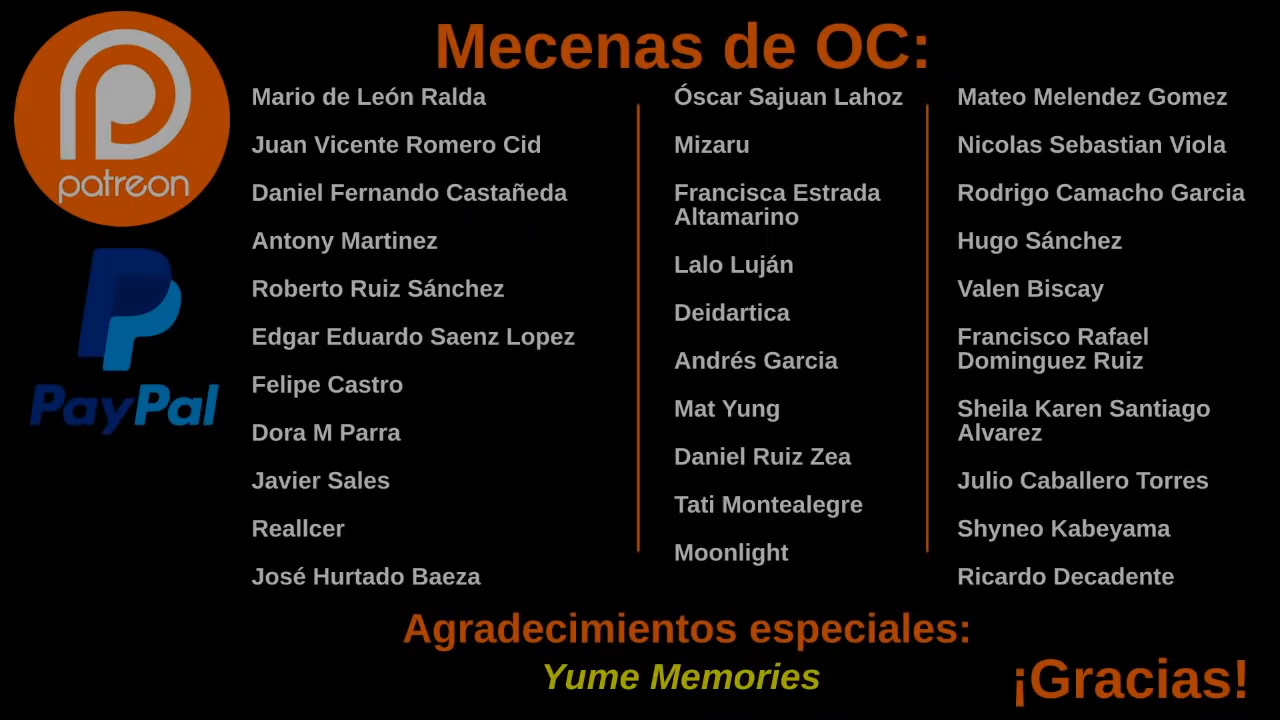 patreon
PayPal
Mecenas de OC:
Mario de León Ralda
Juan Vicente Romero Cid
Daniel Fernando Castañeda
Antony Martinez
Roberto Ruiz Sánchez
Edgar Eduardo Saenz Lopez
Felipe Castro
Dora M Parra
Javier Sales
Reallcer
José Hurtado Baeza
Óscar Sajuan Lahoz
Mizaru
Francisca Estrada
Altamarino
Lalo Luján
Deidartica
Andrés Garcia
Mat Yung
Daniel Ruiz Zea
Tati Montealegre
Moonlight
Mateo Melendez Gomez
Nicolas Sebastian Viola
Rodrigo Camacho Garcia
Hugo Sánchez
Valen Biscay
Francisco Rafael
Dominguez Ruiz
Sheila Karen Santiago
Alvarez
Julio Caballero Torres
Shyneo Kabeyama
Ricardo Decadente
Agradecimientos especiales:
Yume Memories
¡Gracias!